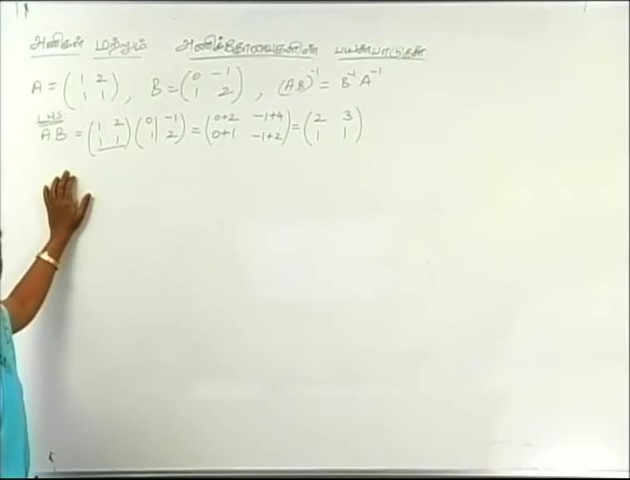 அணிகள் மற்றும் அணிக்கோவைகளின் பயன்பாடுகள்
A = (1 2 / 1 1), B = (0 -1 / 1 2), (AB)⁻¹ = B⁻¹ A⁻¹
LHS
AB = (1 2 / 1 1) (0 -1 / 1 2) = (0+2 -1+4 / 0+1 -1+2) = (2 3 / 1 1)